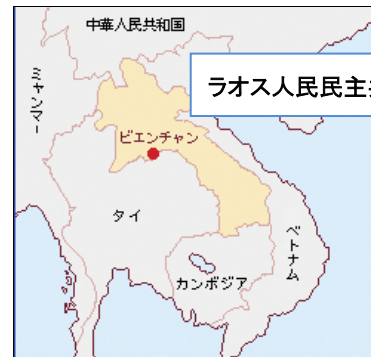 中華人民共和国
ミャンマー
ラオス人民民主
ビエンチャン
タイ
ベトナム
カンボジア